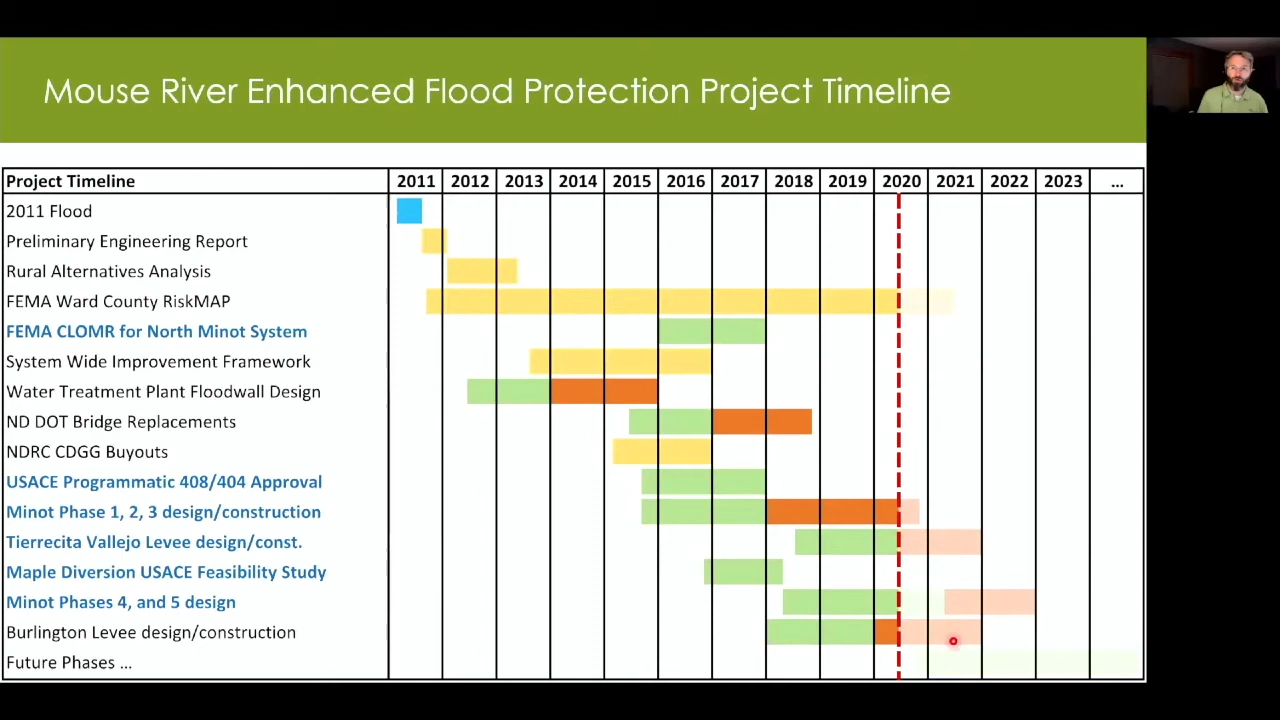 Mouse River Enhanced Flood Protection Project Timeline
Project Timeline 2011 2012 2013 2014 2015 2016 2017 2018 2019 2020 2021 2022 2023 ...
2011 Flood
Preliminary Engineering Report
Rural Alternatives Analysis
FEMA Ward County RiskMAP
FEMA CLOMR for North Minot System
System Wide Improvement Framework
Water Treatment Plant Floodwall Design
ND DOT Bridge Replacements
NDRC CDGG Buyouts
USACE Programmatic 408/404 Approval
Minot Phase 1, 2, 3 design/construction
Tierrecita Vallejo Levee design/const.
Maple Diversion USACE Feasibility Study
Minot Phases 4, and 5 design
Burlington Levee design/construction
Future Phases ...